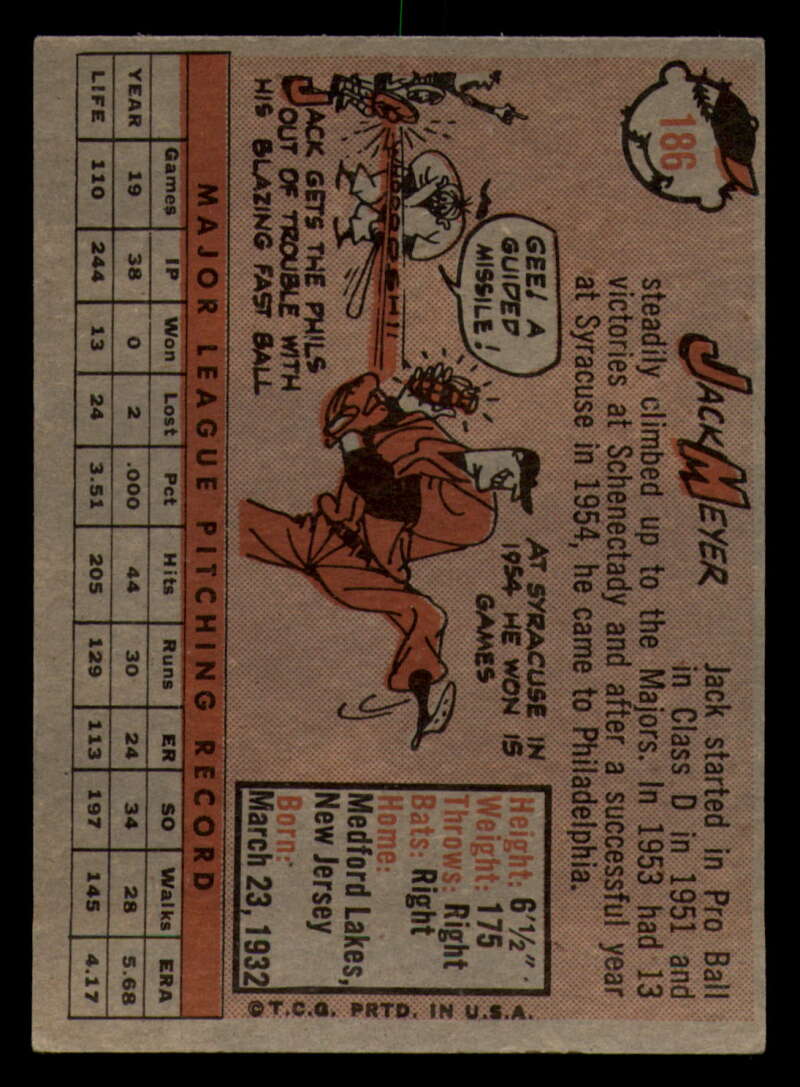 186
JACK MEYER
Jack started in Pro Ball
in Class D in 1951 and
steadily climbed up to the Majors. In 1953 had 13
victories at Schenectady and after a successful year
at Syracuse in 1954, he came to Philadelphia.
GEE! A
GUIDED
MISSILE!
AT SYRACUSE IN
1954 HE WON 15
GAMES
JACK GETS THE PHILS
OUT OF TROUBLE WITH
HIS BLAZING FAST BALL
Height: 6'½".
Weight: 175
Throws: Right
Bats: Right
Home:
Medford Lakes,
New Jersey
Born:
March 23, 1932
©T.C.G. PRTD. IN U.S.A.
MAJOR LEAGUE PITCHING RECORD
Games IP Won Lost Pct Hits Runs ER SO Walks ERA
YEAR 19 38 0 2 .000 44 30 24 34 28 5.68
LIFE 110 244 13 24 3.51 205 129 113 197 145 4.17